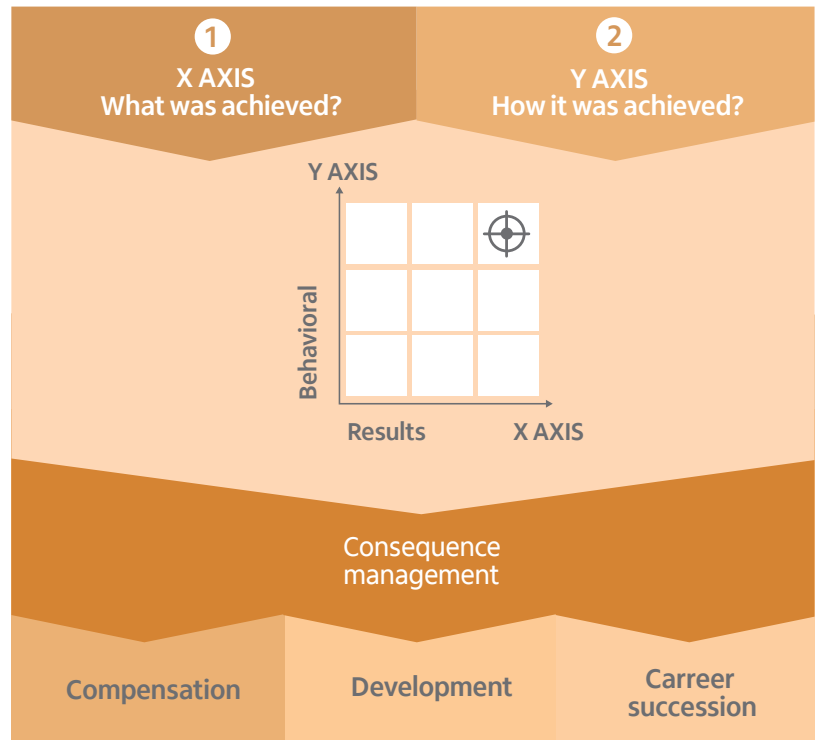 1
X AXIS
What was achieved?
2
Y AXIS
How it was achieved?
Y AXIS
Behavioral
Results
X AXIS
Consequence
management
Compensation
Development
Carreer
succession